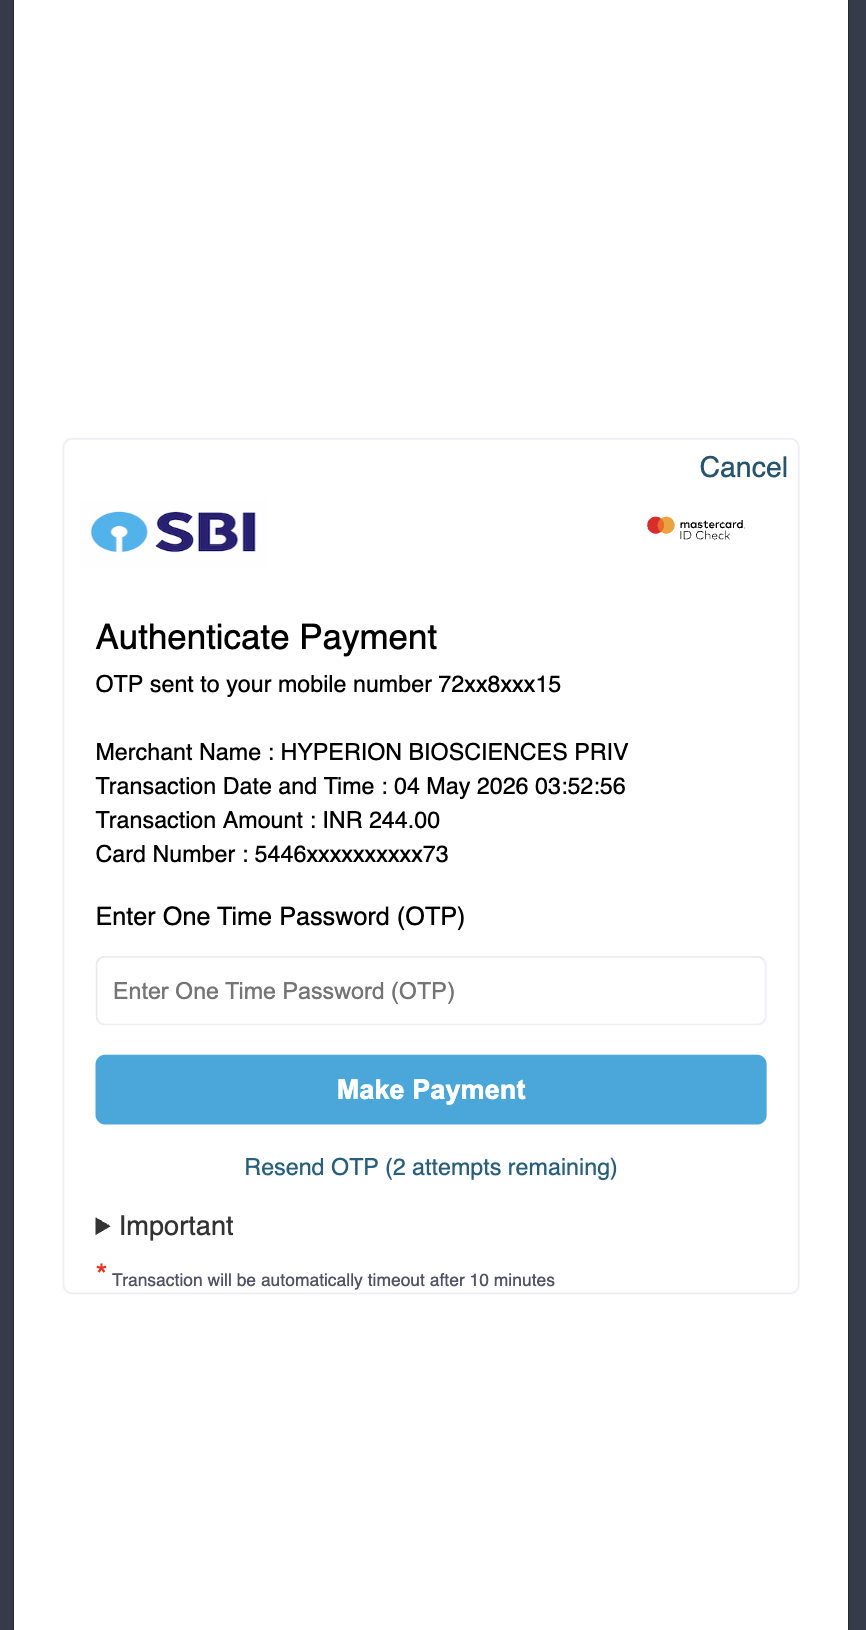 Cancel
SBI
mastercard.
ID Check
Authenticate Payment
OTP sent to your mobile number 72xx8xxx15
Merchant Name : HYPERION BIOSCIENCES PRIV
Transaction Date and Time : 04 May 2026 03:52:56
Transaction Amount : INR 244.00
Card Number : 5446xxxxxxxxxx73
Enter One Time Password (OTP)
Enter One Time Password (OTP)
Make Payment
Resend OTP (2 attempts remaining)
Important
* Transaction will be automatically timeout after 10 minutes